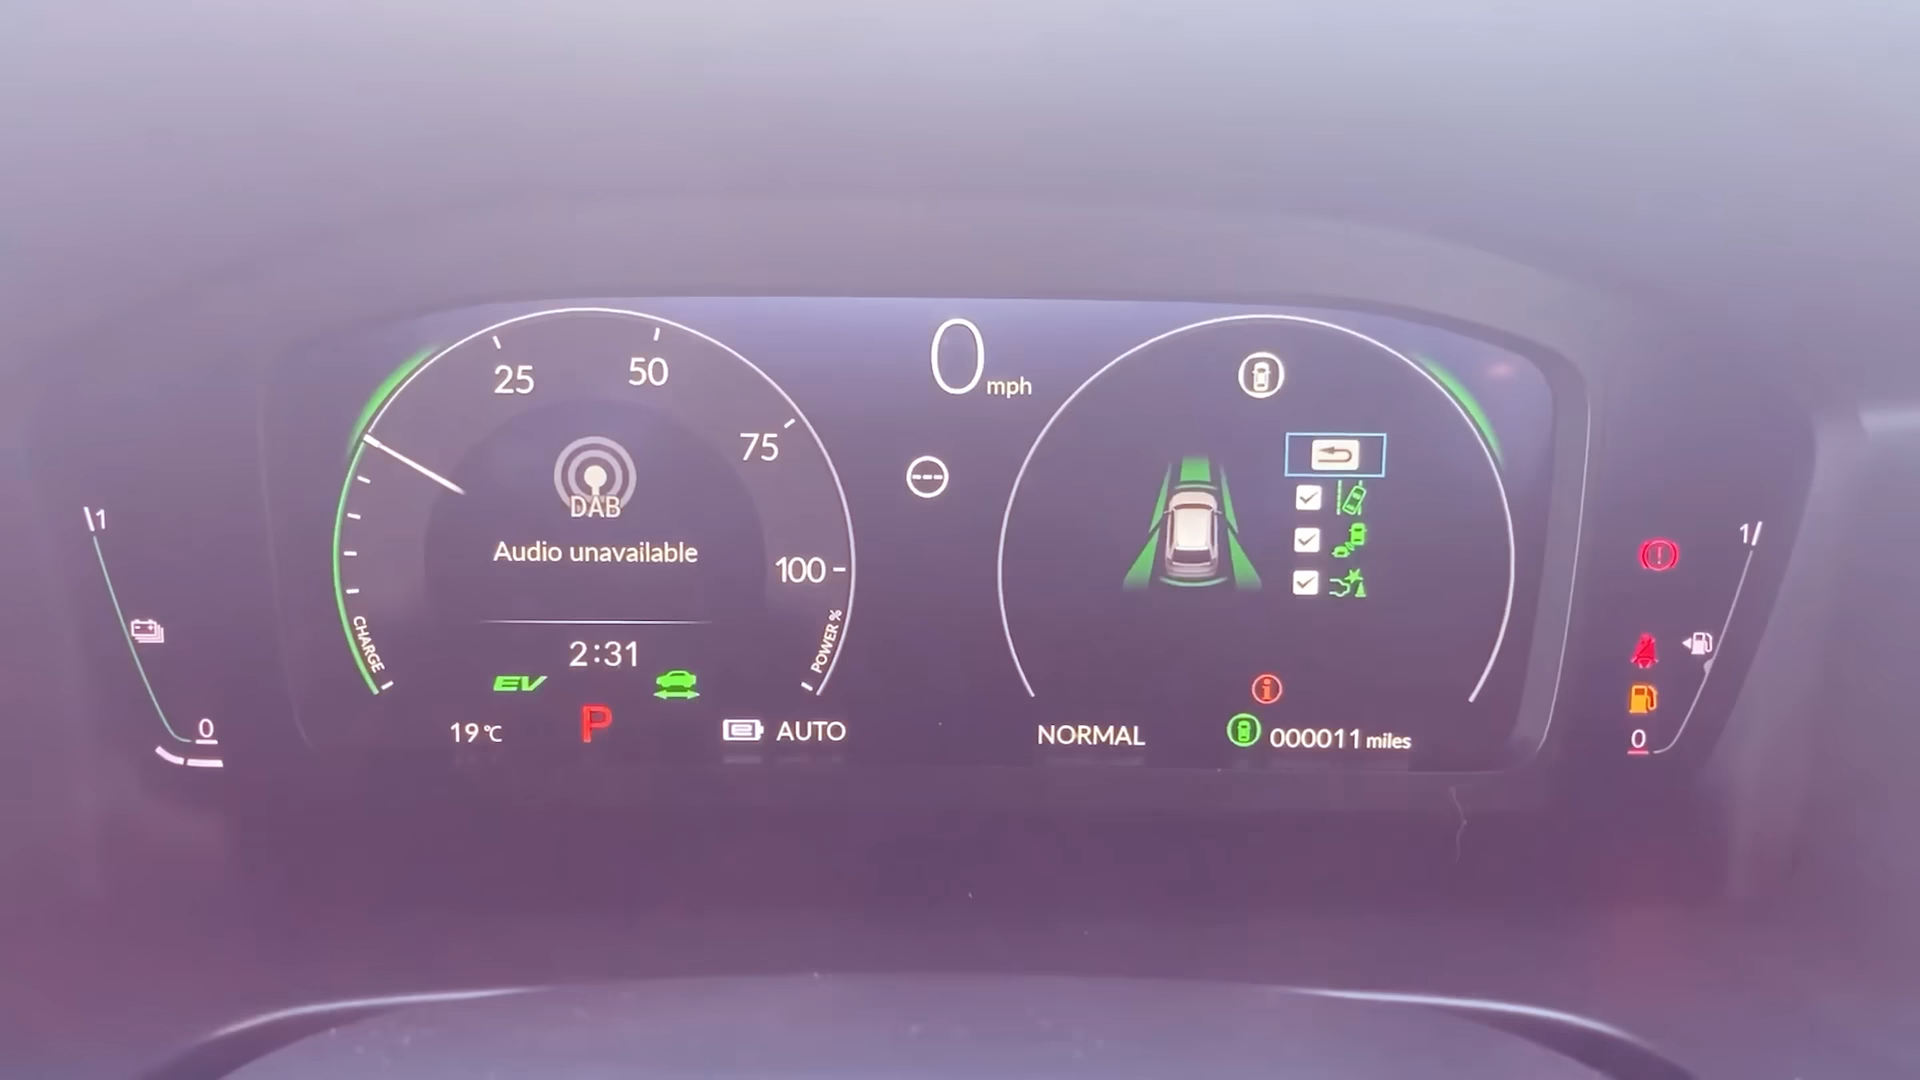 0 mph
25
50
75
100
CHARGE
POWER %
DAB
Audio unavailable
2:31
EV
19°C
P
AUTO
NORMAL
000011 miles
1
0
1
0